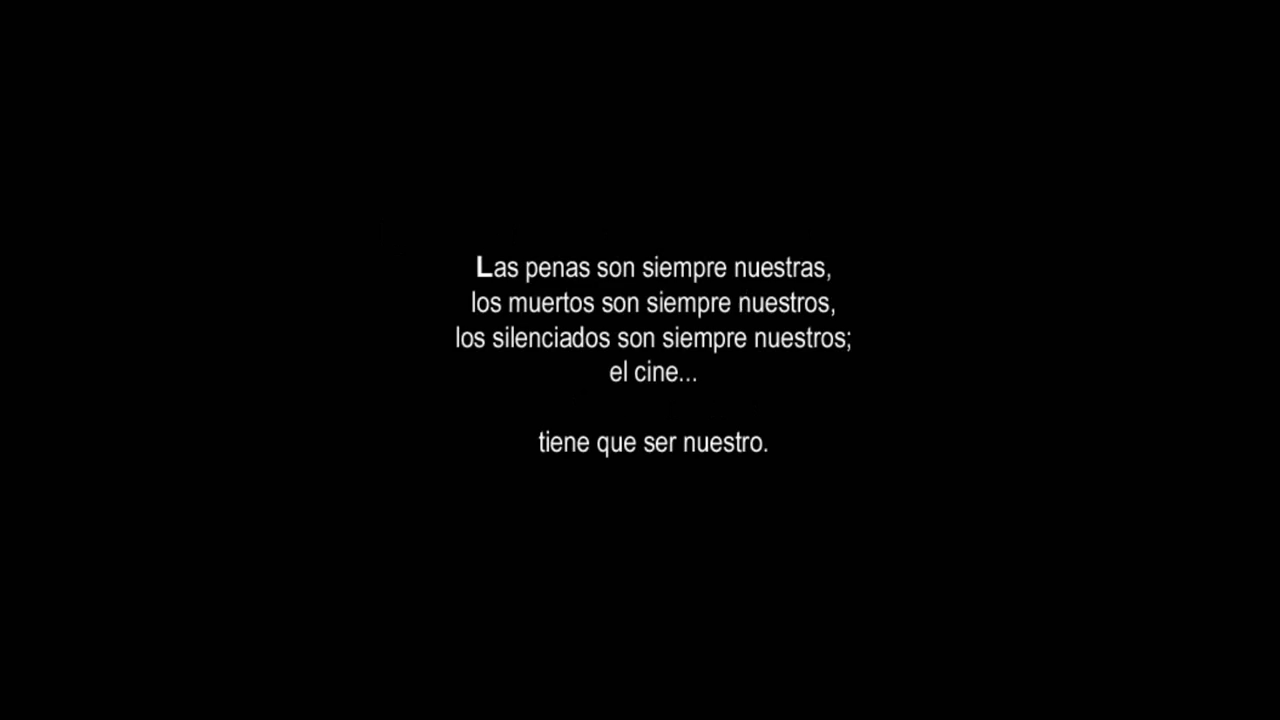 Las penas son siempre nuestras,
los muertos son siempre nuestros,
los silenciados son siempre nuestros;
el cine...
tiene que ser nuestro.